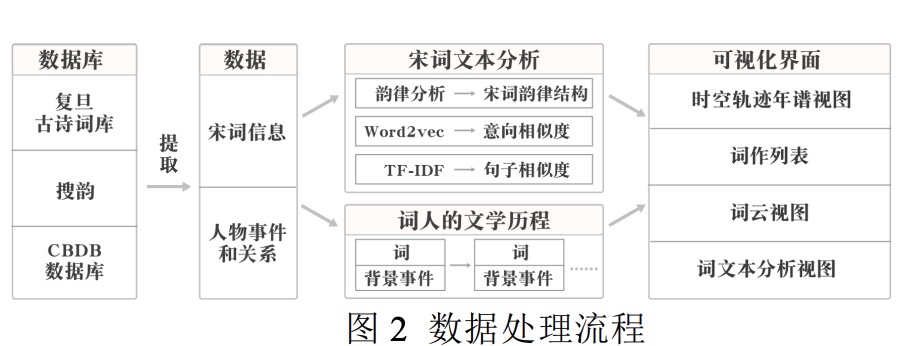 数据库
复旦
古诗词库
搜韵
CBDB
数据库
提
取
数据
宋词信息
人物事件
和关系
宋词文本分析
韵律分析 → 宋词韵律结构
Word2vec → 意向相似度
TF-IDF → 句子相似度
词人的文学历程
词 → 词
背景事件 背景事件 ······
可视化界面
时空轨迹年谱视图
词作列表
词云视图
词文本分析视图
图 2 数据处理流程